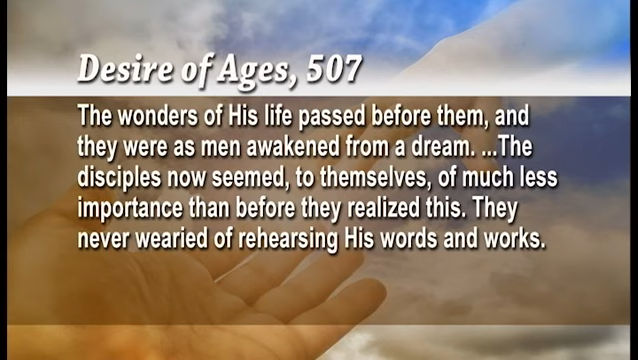 Desire of Ages, 507
The wonders of His life passed before them, and
they were as men awakened from a dream. ...The
disciples now seemed, to themselves, of much less
importance than before they realized this. They
never wearied of rehearsing His words and works.